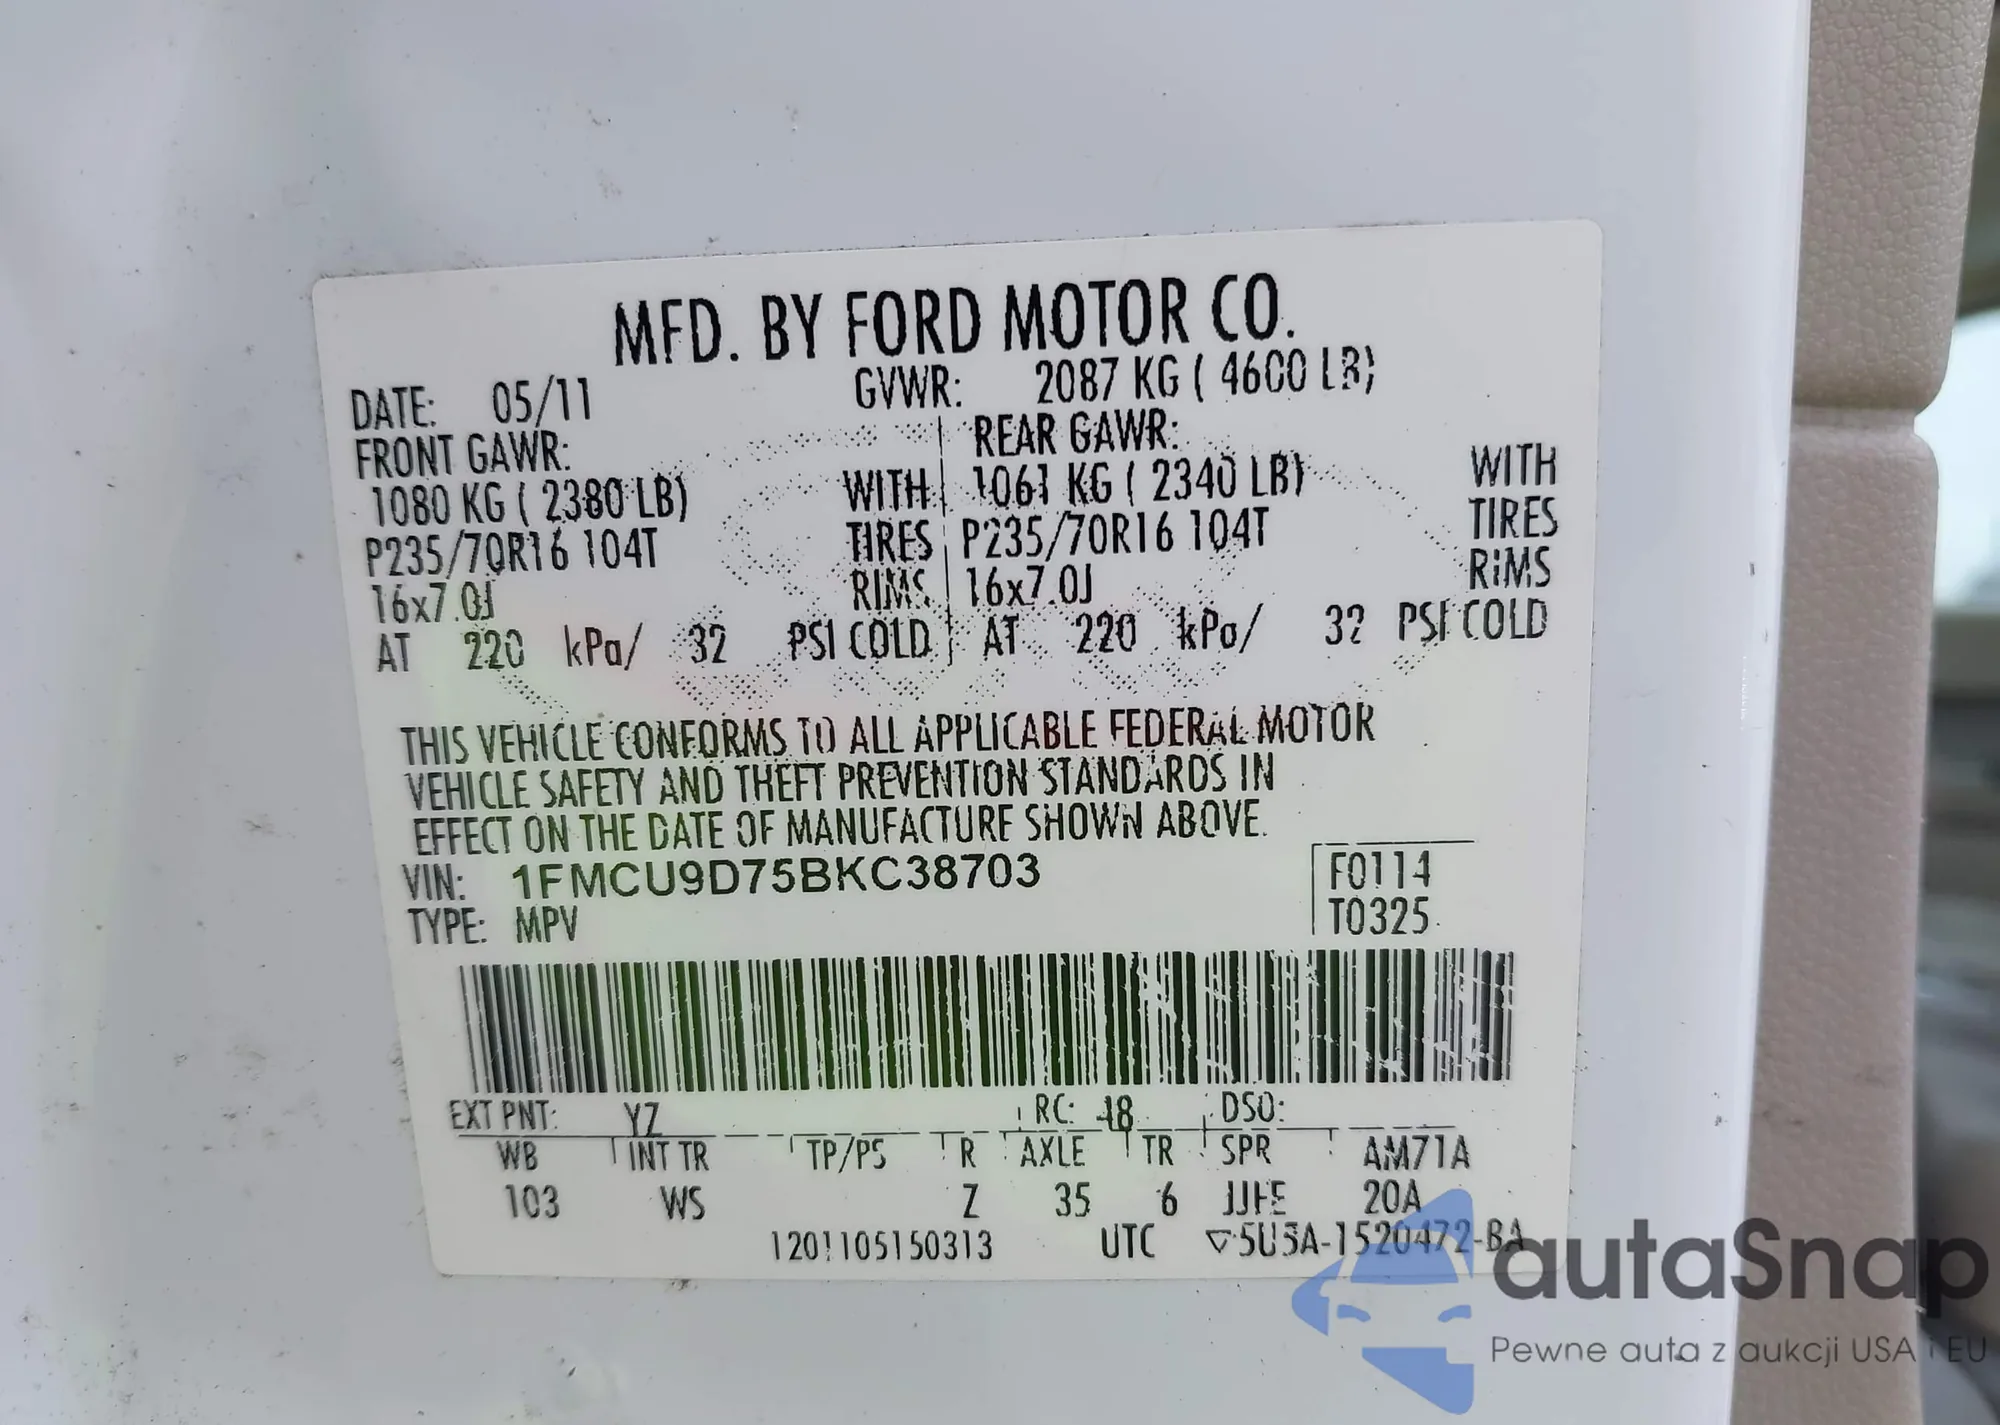 MFD. BY FORD MOTOR CO.
DATE: 05/11 GVWR: 2087 KG ( 4600 LB)
FRONT GAWR: REAR GAWR:
1080 KG ( 2380 LB) WITH 1061 KG ( 2340 LB) WITH
P235/70R16 104T TIRES P235/70R16 104T TIRES
16x7.0J RIMS 16x7.0J RIMS
AT 220 kPa/ 32 PSI COLD AT 220 kPa/ 32 PSI COLD
THIS VEHICLE CONFORMS TO ALL APPLICABLE FEDERAL MOTOR
VEHICLE SAFETY AND THEFT PREVENTION STANDARDS IN
EFFECT ON THE DATE OF MANUFACTURE SHOWN ABOVE.
VIN: 1FMCU9D75BKC38703 F0114
TYPE: MPV T0325
EXT PNT: YZ RC: 48 DSO:
WB INT TR TP/PS R AXLE TR SPR AM71A
103 WS Z 35 6 JJFE 20A
1201105150313 UTC ▽5U5A-1520472-BA
autaSnap
Pewne auta z aukcji USA i EU